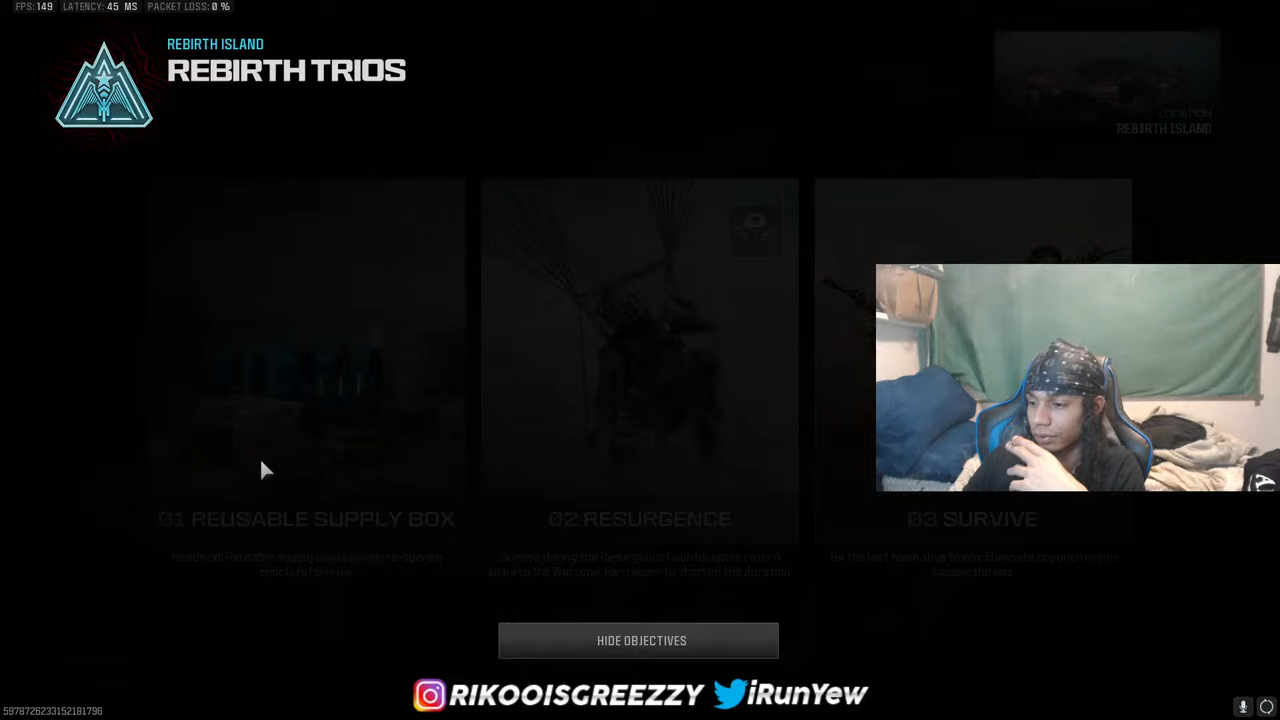 FPS: 149 LATENCY: 45 MS PACKET LOSS: 0 %
REBIRTH ISLAND
REBIRTH TRIOS
LOCATION
REBIRTH ISLAND
01 REUSABLE SUPPLY BOX
02 RESURGENCE
03 SURVIVE
HIDE OBJECTIVES
RIKOOISGREEZZY iRunYew
5978726233152181796